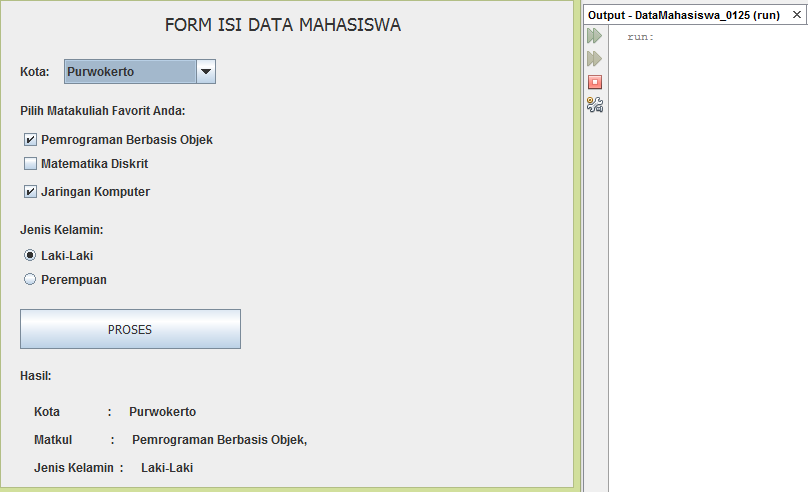 FORM ISI DATA MAHASISWA
Kota: Purwokerto
Pilih Matakuliah Favorit Anda:
Pemrograman Berbasis Objek
Matematika Diskrit
Jaringan Komputer
Jenis Kelamin:
Laki-Laki
Perempuan
PROSES
Hasil:
Kota : Purwokerto
Matkul : Pemrograman Berbasis Objek,
Jenis Kelamin : Laki-Laki
Output - DataMahasiswa_0125 (run) ×
run: